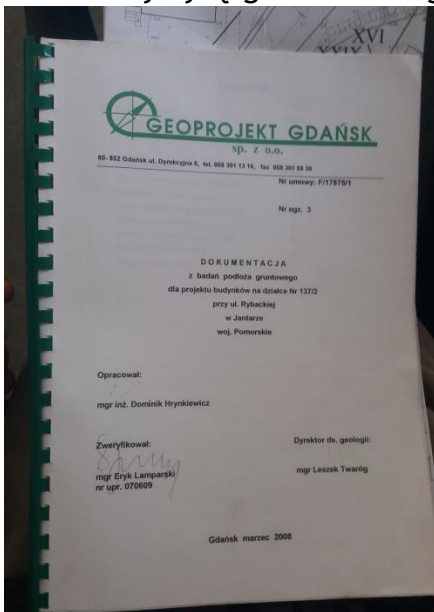 XVI
XXIX
GEOPROJEKT GDAŃSK
sp. z o.o.
80-852 Gdańsk ul. Dyrekcyjna 6, tel. 058 301 13 16, fax 058 301 58 38
Nr umowy: F/17875/1
Nr egz. 3
DOKUMENTACJA
z badań podłoża gruntowego
dla projektu budynków na działce Nr 137/2
przy ul. Rybackiej
w Jantarze
woj. Pomorskie
Opracował:
mgr inż. Dominik Hrynkiewicz
Zweryfikował:
mgr Eryk Lamparski
nr upr. 070609
Dyrektor ds. geologii:
mgr Leszek Twaróg
Gdańsk marzec 2008